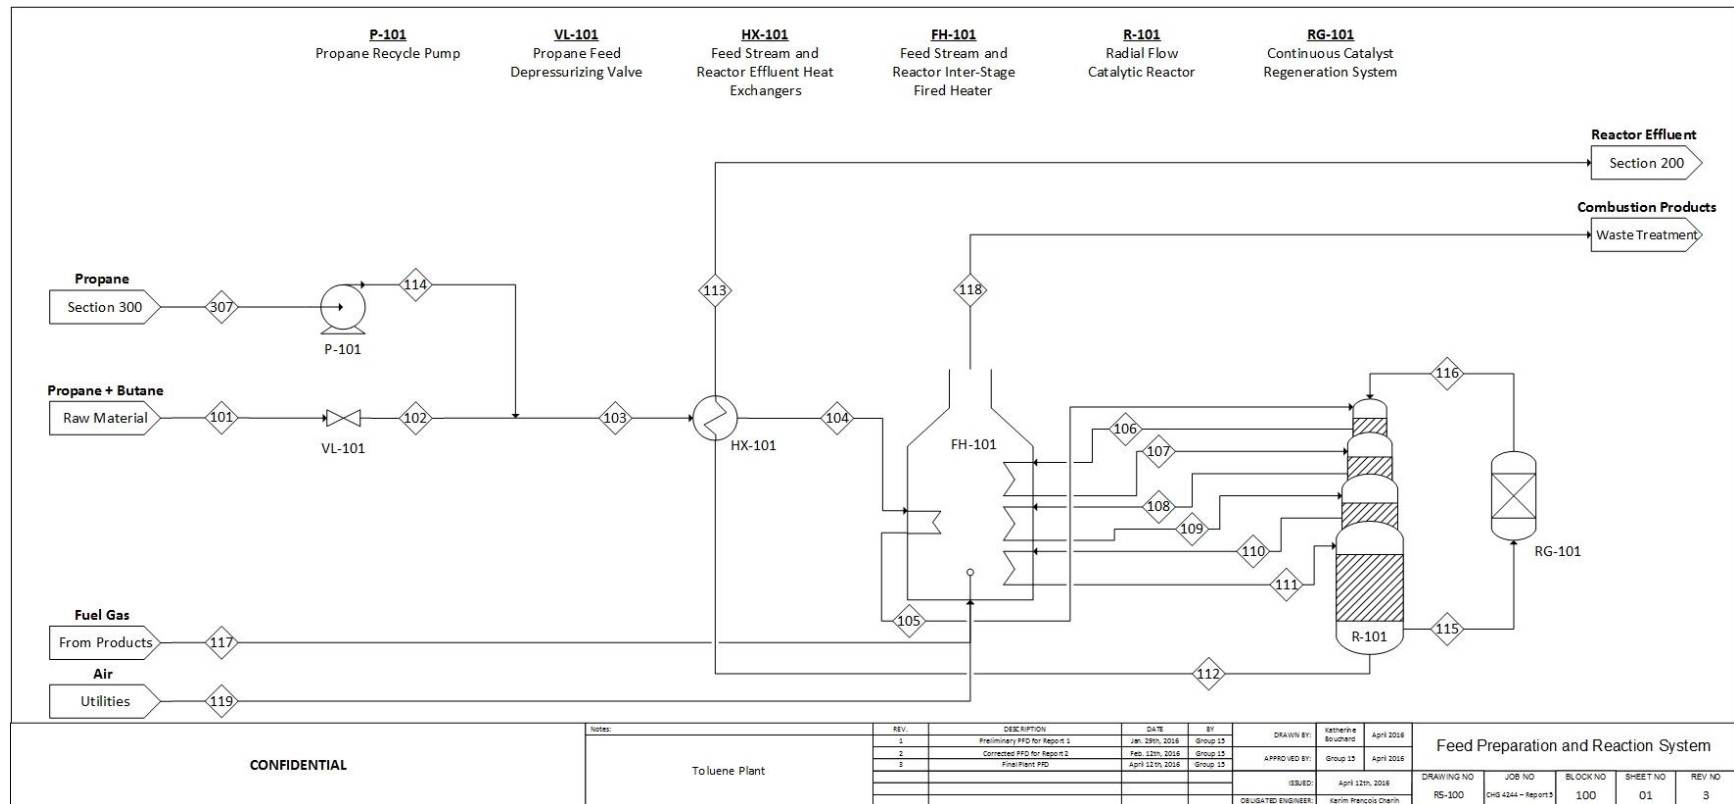 P-101
Propane Recycle Pump
VL-101
Propane Feed
Depressurizing Valve
HX-101
Feed Stream and
Reactor Effluent Heat
Exchangers
FH-101
Feed Stream and
Reactor Inter-Stage
Fired Heater
R-101
Radial Flow
Catalytic Reactor
RG-101
Continuous Catalyst
Regeneration System
Reactor Effluent
Section 200
Combustion Products
Waste Treatment
Propane
Section 300
307
114
113
118
P-101
Propane + Butane
Raw Material
101
102
103
104
VL-101
HX-101
FH-101
116
106
107
108
109
110
111
RG-101
105
115
R-101
112
Fuel Gas
From Products
117
Air
Utilities
119
CONFIDENTIAL
Notes:
Toluene Plant
REV. DESCRIPTION DATE BY
1 Preliminary PFD for Report 1 Jan. 29th, 2016 Group 15
2 Corrected PFD for Report 2 Feb. 12th, 2016 Group 15
3 Final Plant PFD April 12th, 2016 Group 15
DRAWN BY: Katherine Bouchard April 2016
APPROVED BY: Group 15 April 2016
ISSUED: April 12th, 2016
OBLIGATED ENGINEER: Karim François Charih
Feed Preparation and Reaction System
DRAWING NO JOB NO BLOCK NO SHEET NO REV NO
RS-100 CHG 4244 – Report 3 100 01 3